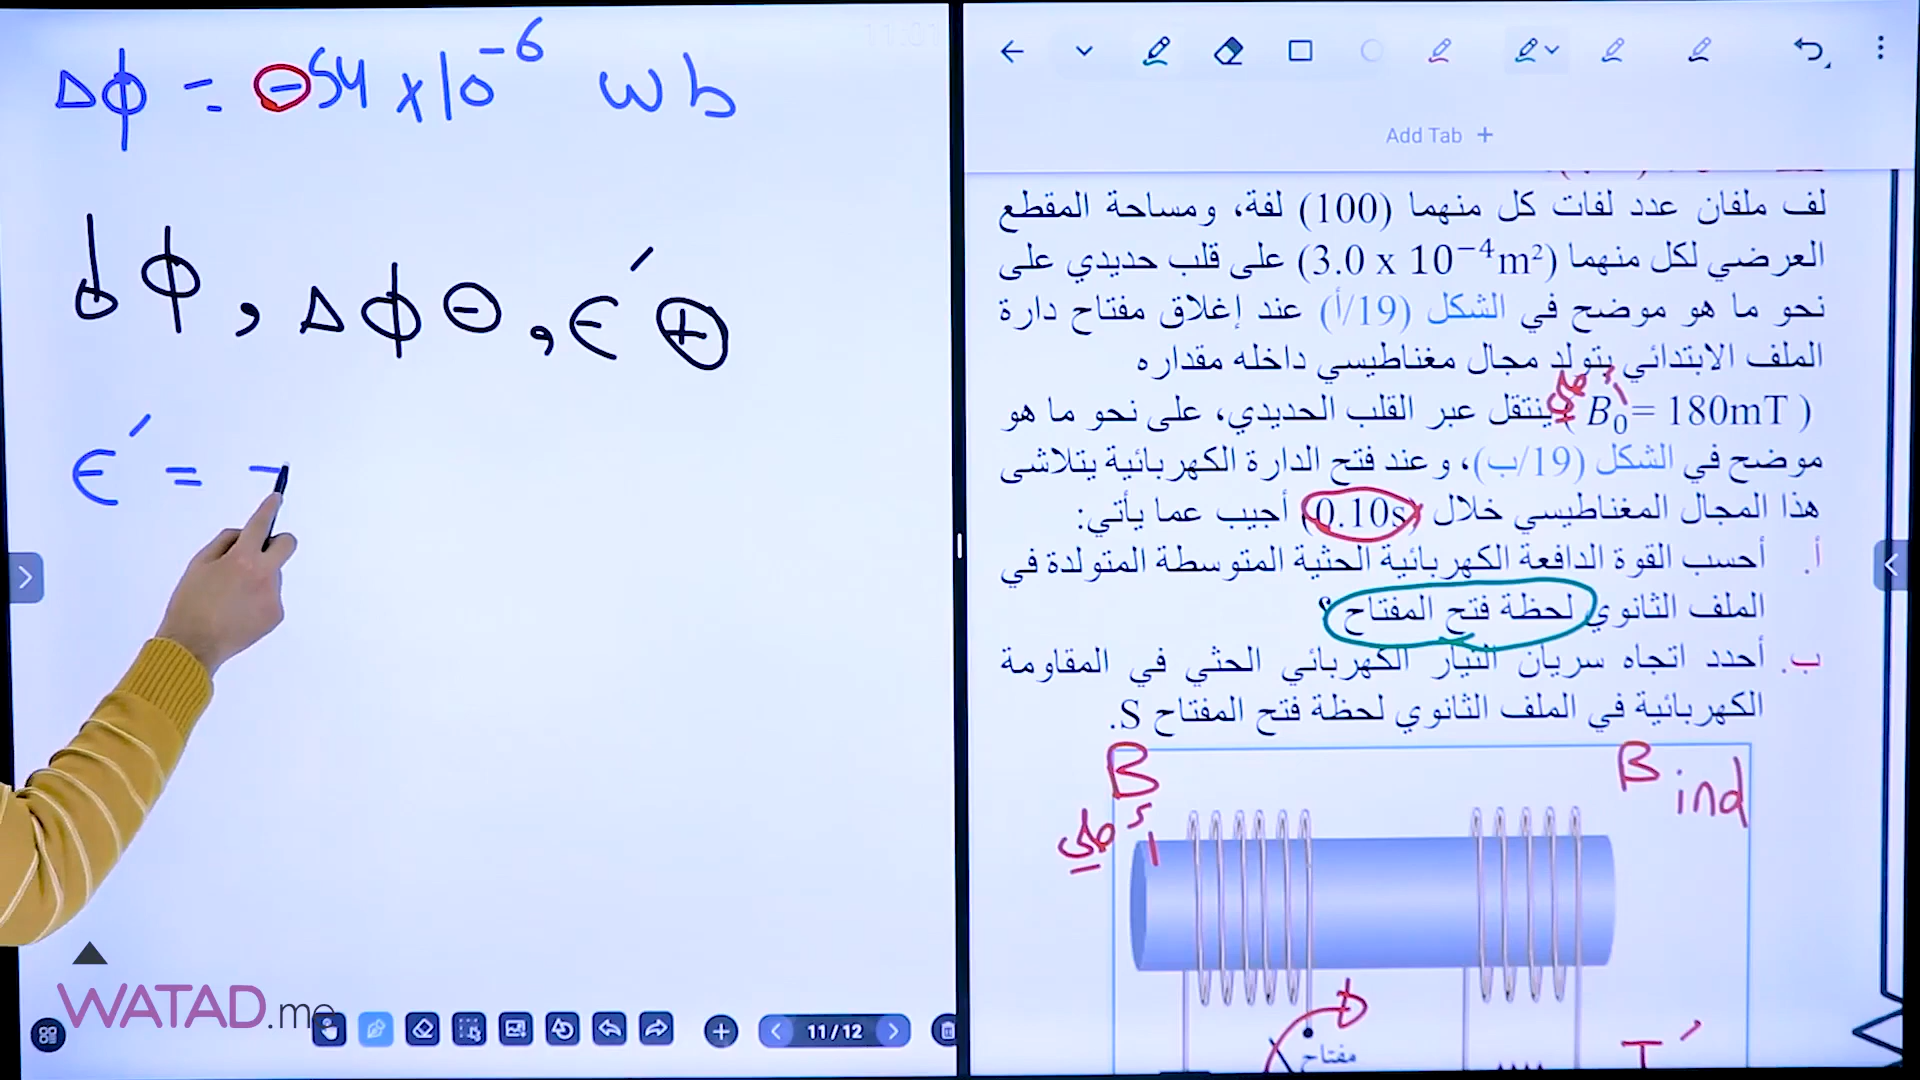 Δϕ = -54 x10⁻⁶ wb
ϕ , Δϕ ⊖ , ϵ′ ⊕
ϵ′ = -
WATAD.me
11/12
Add Tab +
لف ملفان عدد لفات كل منهما (100) لفة، ومساحة المقطع
العرضي لكل منهما (3.0 x 10⁻⁴m²) على قلب حديدي على
نحو ما هو موضح في الشكل (19/أ) عند إغلاق مفتاح دارة
الملف الابتدائي يتولد مجال مغناطيسي داخله مقداره
(B₀= 180mT) ينتقل عبر القلب الحديدي، على نحو ما هو
موضح في الشكل (19/ب)، وعند فتح الدارة الكهربائية يتلاشى
هذا المجال المغناطيسي خلال (0.10s) أجيب عما يأتي:
أ. أحسب القوة الدافعة الكهربائية الحثية المتوسطة المتولدة في
الملف الثانوي لحظة فتح المفتاح؟
ب. أحدد اتجاه سريان التيار الكهربائي الحثي في المقاومة
الكهربائية في الملف الثانوي لحظة فتح المفتاح S.
B
B ind
أصلي
مفتاح
I′